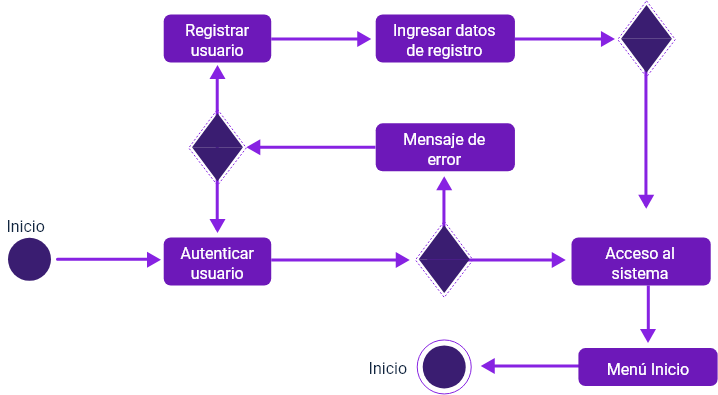 Registrar
usuario
Ingresar datos
de registro
Mensaje de
error
Inicio
Autenticar
usuario
Acceso al
sistema
Inicio
Menú Inicio